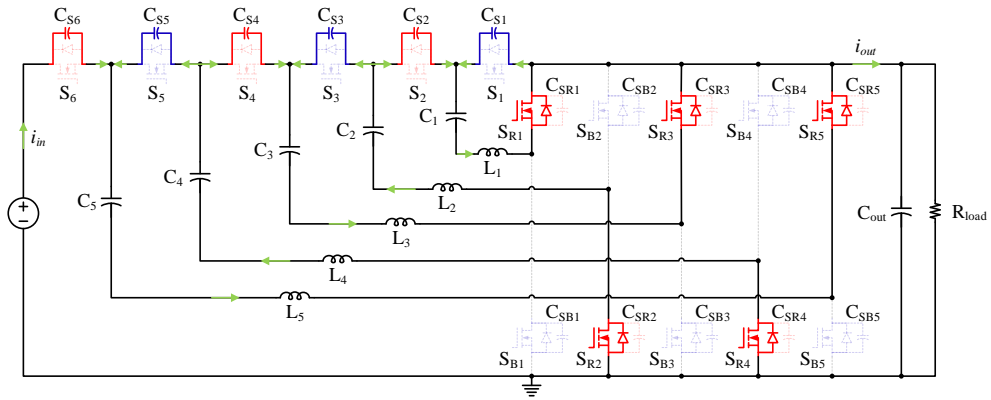 C_S6 C_S5 C_S4 C_S3 C_S2 C_S1
S_6 S_5 S_4 S_3 S_2 S_1
i_out
C_SR1 C_SB2 C_SR3 C_SB4 C_SR5
S_R1 S_B2 S_R3 S_B4 S_R5
i_in
C_5 C_4 C_3 C_2 C_1
L_1
L_2
L_3
L_4
L_5
C_out R_load
C_SB1 C_SR2 C_SB3 C_SR4 C_SB5
S_B1 S_R2 S_B3 S_R4 S_B5